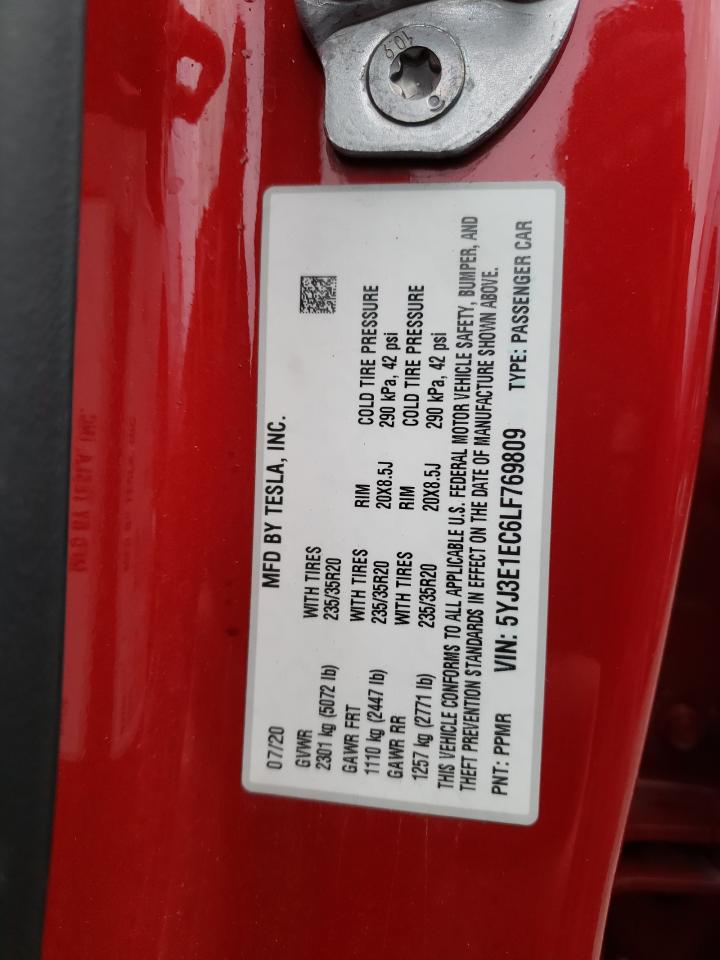 10.9
07/20 MFD BY TESLA, INC.
GVWR WITH TIRES
2301 kg (5072 lb) 235/35R20
GAWR FRT WITH TIRES RIM COLD TIRE PRESSURE
1110 kg (2447 lb) 235/35R20 20X8.5J 290 kPa, 42 psi
GAWR RR WITH TIRES RIM COLD TIRE PRESSURE
1257 kg (2771 lb) 235/35R20 20X8.5J 290 kPa, 42 psi
THIS VEHICLE CONFORMS TO ALL APPLICABLE U.S. FEDERAL MOTOR VEHICLE SAFETY, BUMPER, AND
THEFT PREVENTION STANDARDS IN EFFECT ON THE DATE OF MANUFACTURE SHOWN ABOVE.
PNT: PPMR VIN: 5YJ3E1EC6LF769809 TYPE: PASSENGER CAR